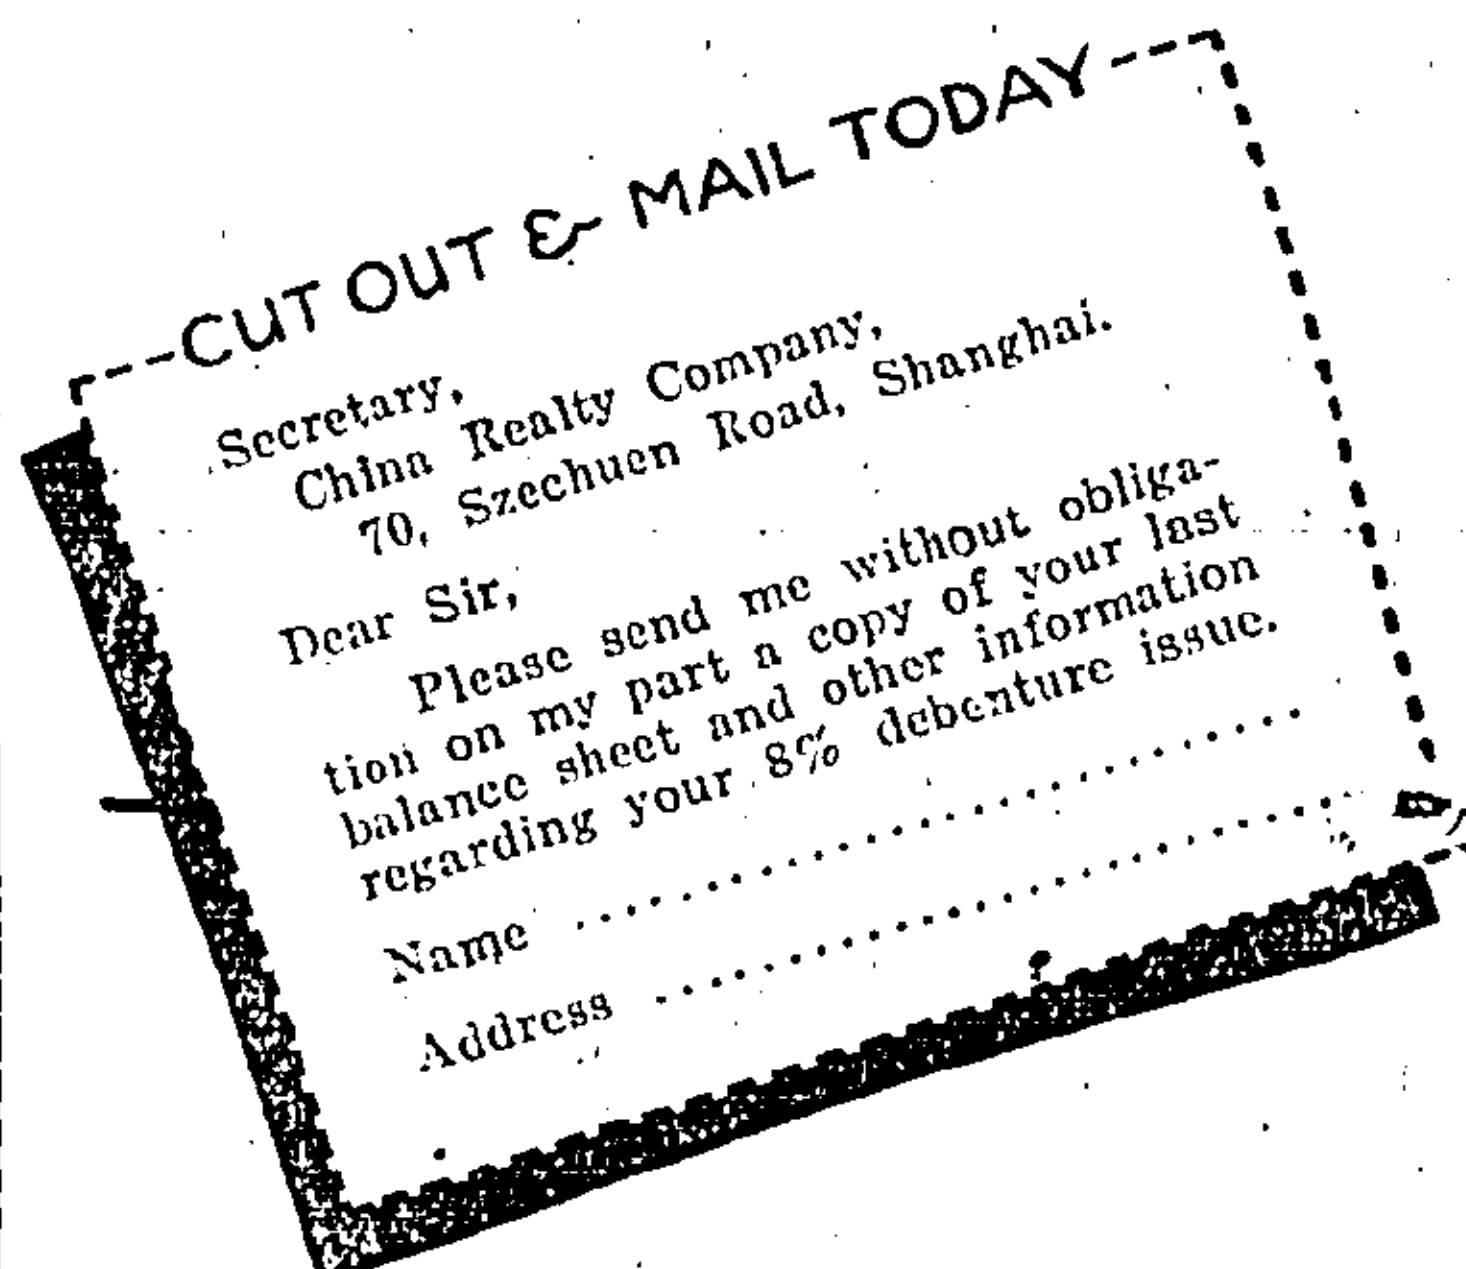 CUT OUT & MAIL TODAY
Secretary,
China Realty Company,
70, Szechuen Road, Shanghai.
Dear Sir,
Please send me without obliga-
tion on my part a copy of your last
balance sheet and other information
regarding your 8% debenture issue.
Name ..............................
Address ..............................